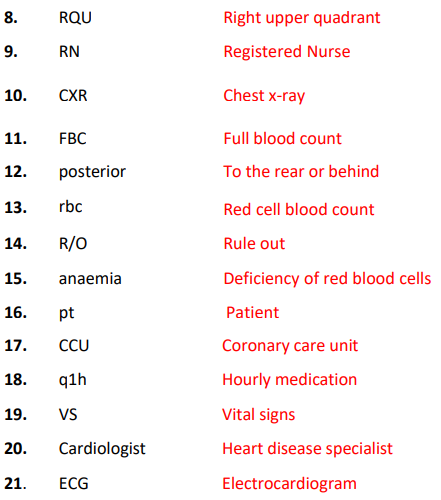 8. RQU Right upper quadrant
9. RN Registered Nurse
10. CXR Chest x-ray
11. FBC Full blood count
12. posterior To the rear or behind
13. rbc Red cell blood count
14. R/O Rule out
15. anaemia Deficiency of red blood cells
16. pt Patient
17. CCU Coronary care unit
18. q1h Hourly medication
19. VS Vital signs
20. Cardiologist Heart disease specialist
21. ECG Electrocardiogram